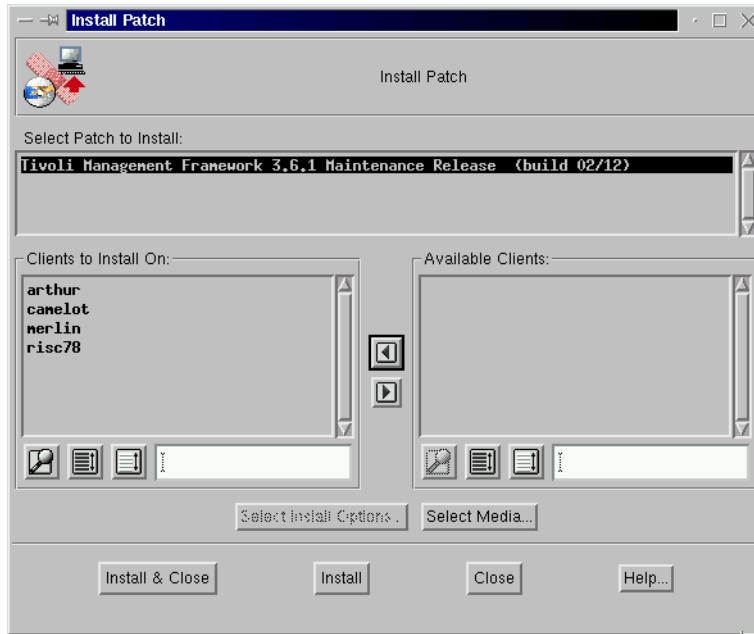 Install Patch
Install Patch
Select Patch to Install:
Tivoli Management Framework 3.6.1 Maintenance Release (build 02/12)
Clients to Install On:
arthur
camelot
merlin
risc78
Available Clients:
Select Install Options .
Select Media...
Install & Close
Install
Close
Help...